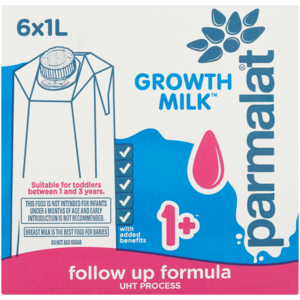 6x1L
GROWTH
MILK™
parmalat
Suitable for toddlers
between 1 and 3 years.
THIS FOOD IS NOT INTENDED FOR INFANTS
UNDER 6 MONTHS OF AGE AND EARLY
INTRODUCTION IS NOT RECOMMENDED.
BREAST MILK IS THE BEST FOOD FOR BABIES
DO NOT ADD SUGAR
with
added
benefits
1+
follow up formula
UHT PROCESS